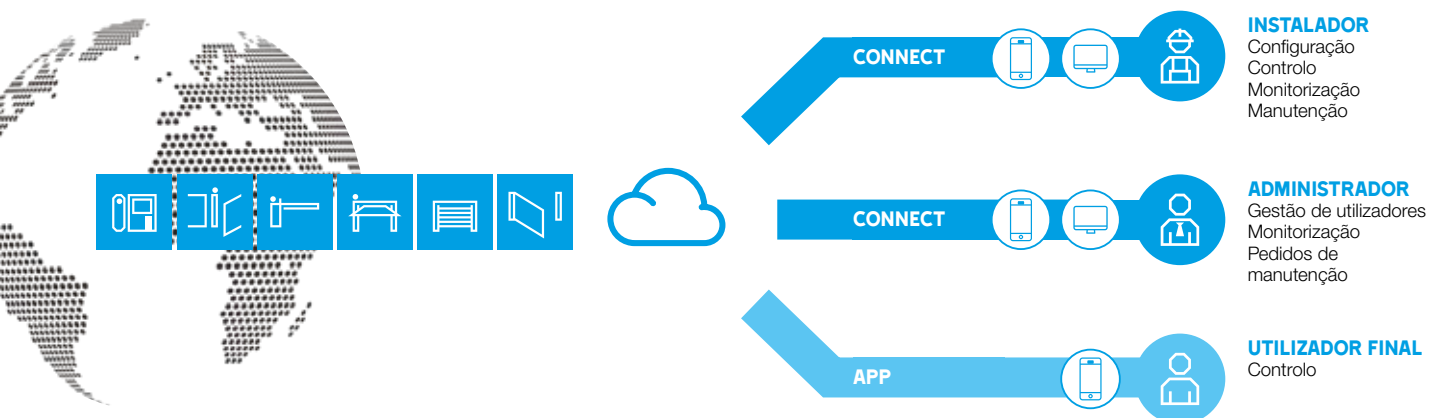 CONNECT
INSTALADOR
Configuração
Controlo
Monitorização
Manutenção
CONNECT
ADMINISTRADOR
Gestão de utilizadores
Monitorização
Pedidos de
manutenção
APP
UTILIZADOR FINAL
Controlo